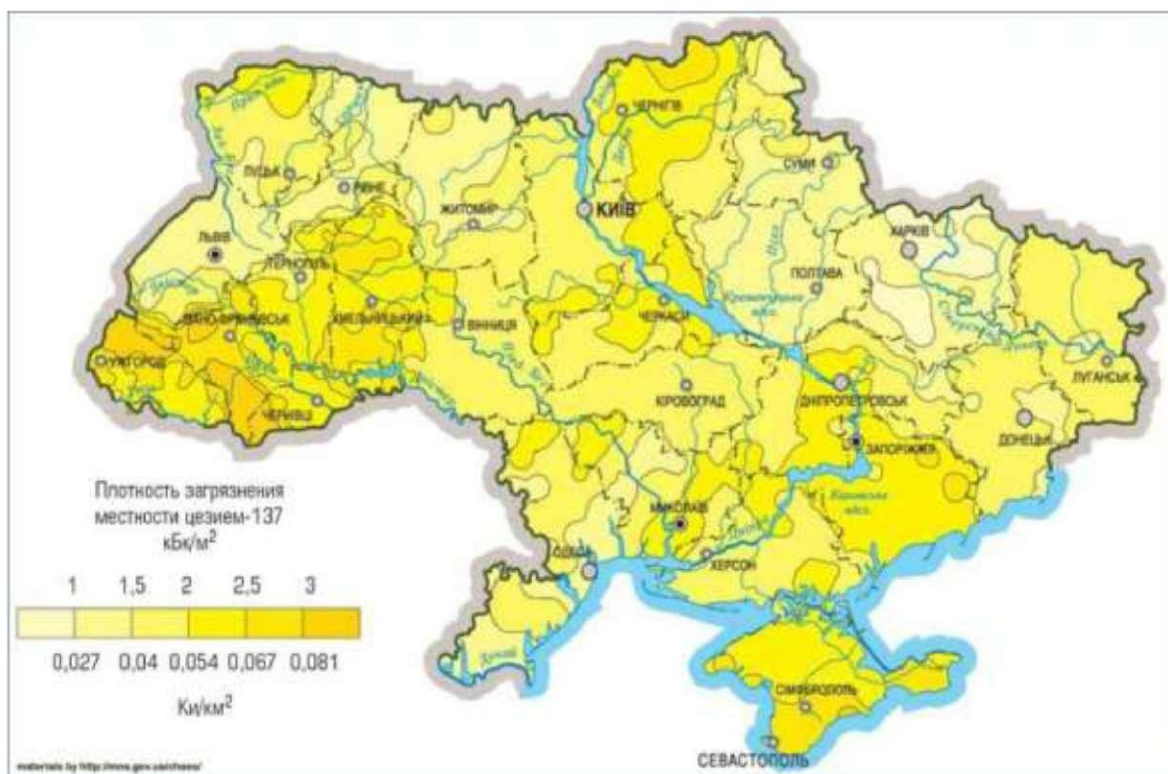 ЧЕРНІГІВ
СУМИ
ЛУЦЬК
РІВНЕ
ЖИТОМИР
КИЇВ
ХАРКІВ
ЛЬВІВ
ТЕРНОПІЛЬ
ПОЛТАВА
ІВАНО-ФРАНКІВСЬК
ХМЕЛЬНИЦЬКИЙ
ВІННИЦЯ
ЧЕРКАСИ
УЖГОРОД
ЛУГАНСЬК
ЧЕРНІВЦІ
КІРОВОГРАД
ДНІПРОПЕТРОВСЬК
ДОНЕЦЬК
ЗАПОРІЖЖЯ
Плотность загрязнения
местности цезием-137
кБк/м²
МИКОЛАЇВ
ОДЕСА
ХЕРСОН
1 1,5 2 2,5 3
0,027 0,04 0,054 0,067 0,081
Ки/км²
СІМФЕРОПОЛЬ
СЕВАСТОПОЛЬ